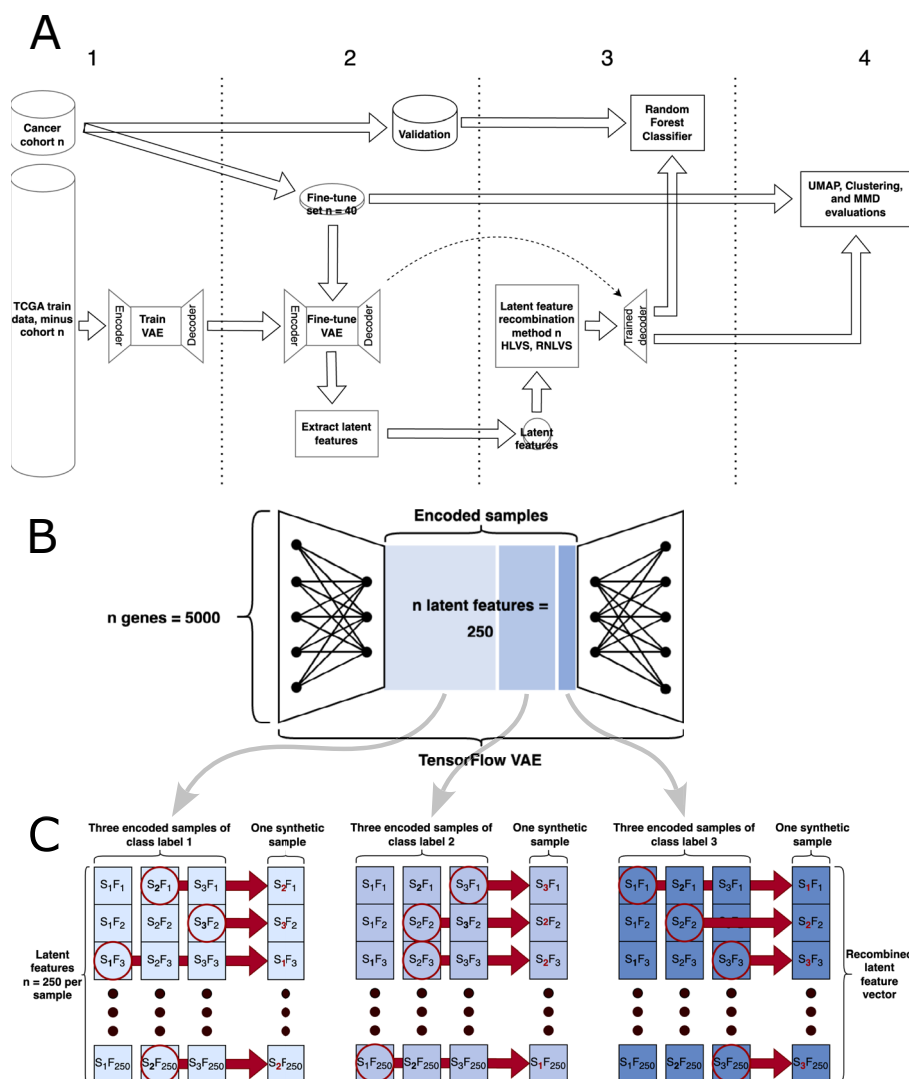 A
1 2 3 4
Cancer
cohort n
Validation
Random
Forest
Classifier
Fine-tune
set n = 40
UMAP, Clustering,
and MMD
evaluations
TCGA train
data, minus
cohort n
Encoper
Train
VAE
Decoder
Encoder
Fine-tune
VAE
Decoder
Latent feature
recombination
method n
HLVS, RNLVS
Trained
decoder
Extract latent
features
Latent
features
B
Encoded samples
n genes = 5000
n latent features =
250
TensorFlow VAE
C
Three encoded samples of
class label 1
One synthetic
sample
Three encoded samples of
class label 2
One synthetic
sample
Three encoded samples of
class label 3
One synthetic
sample
S1F1 S2F1 S3F1 S2F1 S1F1 S2F1 S3F1 S3F1 S1F1 S2F1 S3F1 S1F1
S1F2 S2F2 S3F2 S3F2 S1F2 S2F2 S3F2 S2F2 S1F2 S2F2 S2F2
S1F3 S2F3 S3F3 S1F3 S1F3 S2F3 S3F3 S2F3 S1F3 S2F3 S3F3 S3F3
Latent
features
n = 250 per
sample
Recombined
latent
feature
vector
S1F250 S2F250 S3F250 S2F250 S1F250 S2F250 S3F250 S1F250 S1F250 S2F250 S3F250 S3F250